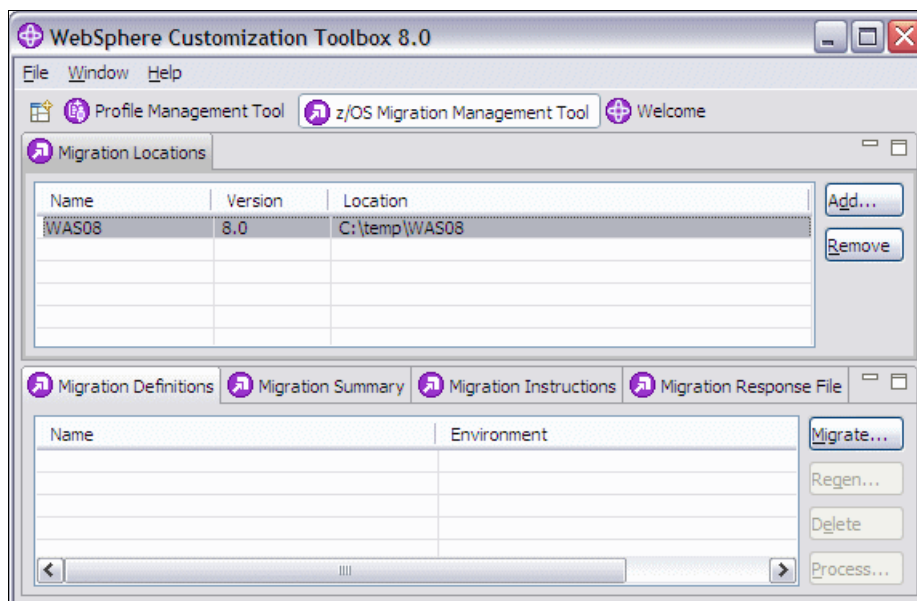 WebSphere Customization Toolbox 8.0
File Window Help
Profile Management Tool z/OS Migration Management Tool Welcome
Migration Locations
Name Version Location
WAS08 8.0 C:\temp\WAS08
Add...
Remove
Migration Definitions Migration Summary Migration Instructions Migration Response File
Name Environment
Migrate...
Regen...
Delete
Process...